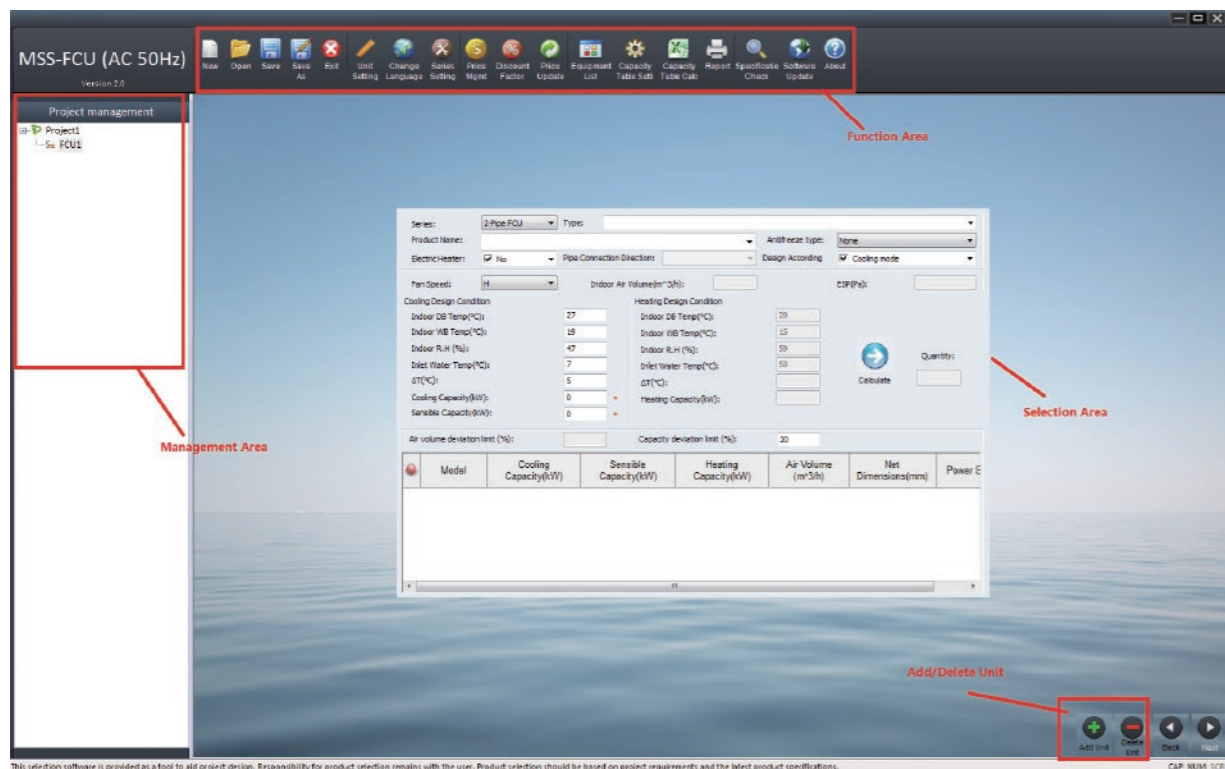 MSS-FCU (AC 50Hz)
Version 2.0
New Open Save Save As Exit Unit Setting Change Language Series Setting Price Mgmt Discount Factor Price Update Equipment List Capacity Table Setti Capacity Table Calc Report Specificatio Check Software Update About
Project management
Project1
FCU1
Function Area
Series: 2-Pipe FCU Type:
Product Name: Antifreeze type: None
ElectricHeater: No Pipe Connection Direction: Design According Cooling mode
Fan Speed: H Indoor Air Volume(m^3/h): ESP(Pa):
Cooling Design Condition Heating Design Condition
Indoor DB Temp(°C): 27 Indoor DB Temp(°C): 20
Indoor WB Temp(°C): 19 Indoor WB Temp(°C): 15
Indoor R.H (%): 47 Indoor R.H (%): 59
Inlet Water Temp(°C): 7 Inlet Water Temp(°C): 50
ΔT(°C): 5 ΔT(°C):
Cooling Capacity(kW): 0 * Heating Capacity(kW):
Sensible Capacity(kW): 0 *
Calculate Quantity:
Selection Area
Management Area
Air volume deviation limit (%): Capacity deviation limit (%): 20
Model Cooling Capacity(kW) Sensible Capacity(kW) Heating Capacity(kW) Air Volume (m^3/h) Net Dimensions(mm) Power S
Add/Delete Unit
Add Unit Delete Unit Back Next
This selection software is provided as a tool to aid project design. Responsibility for product selection remains with the user. Product selection should be based on project requirements and the latest product specifications.
CAP NUM SCR